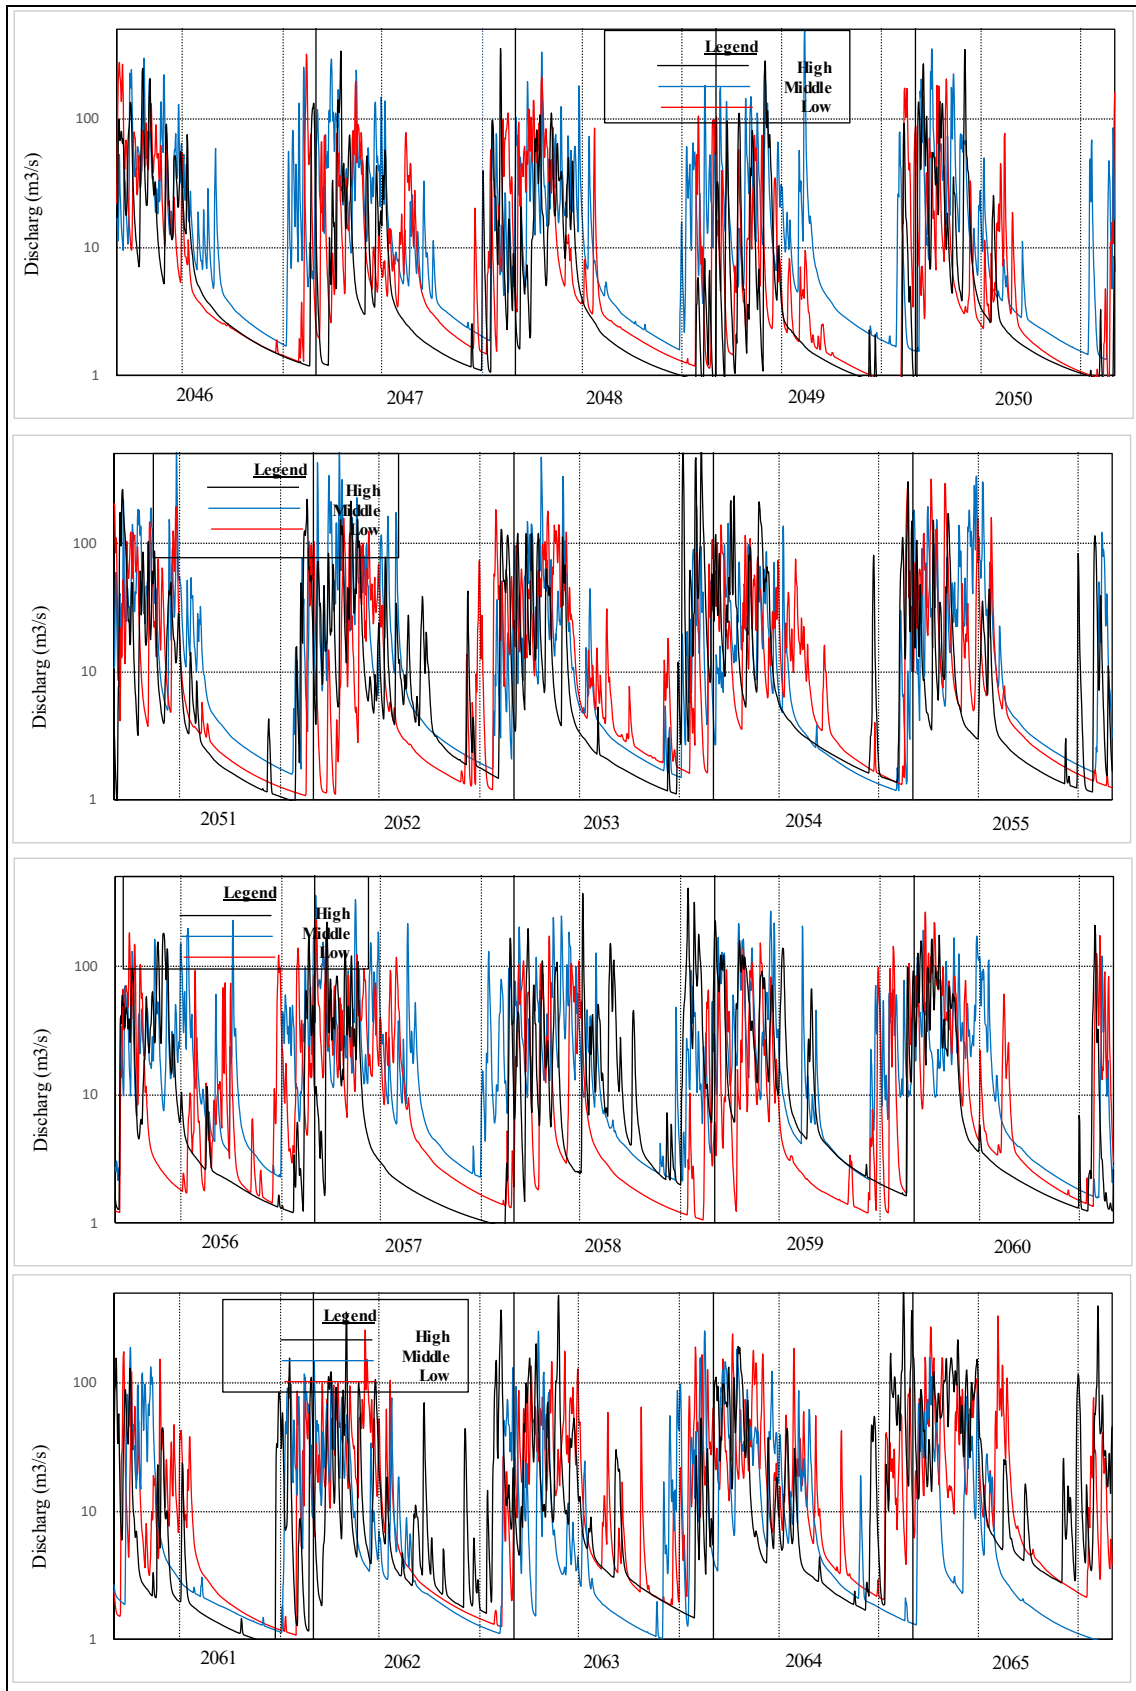 Legend
High
Middle
Low
100
10
1
Discharg (m3/s)
2046 2047 2048 2049 2050
Legend
High
Middle
Low
100
10
1
Discharg (m3/s)
2051 2052 2053 2054 2055
Legend
High
Middle
Low
100
10
1
Discharg (m3/s)
2056 2057 2058 2059 2060
Legend
High
Middle
Low
100
10
1
Discharg (m3/s)
2061 2062 2063 2064 2065